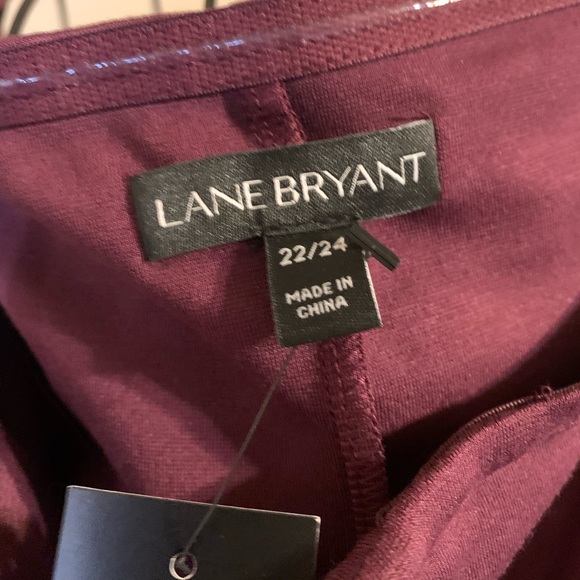 LANE BRYANT
22/24
MADE IN
CHINA